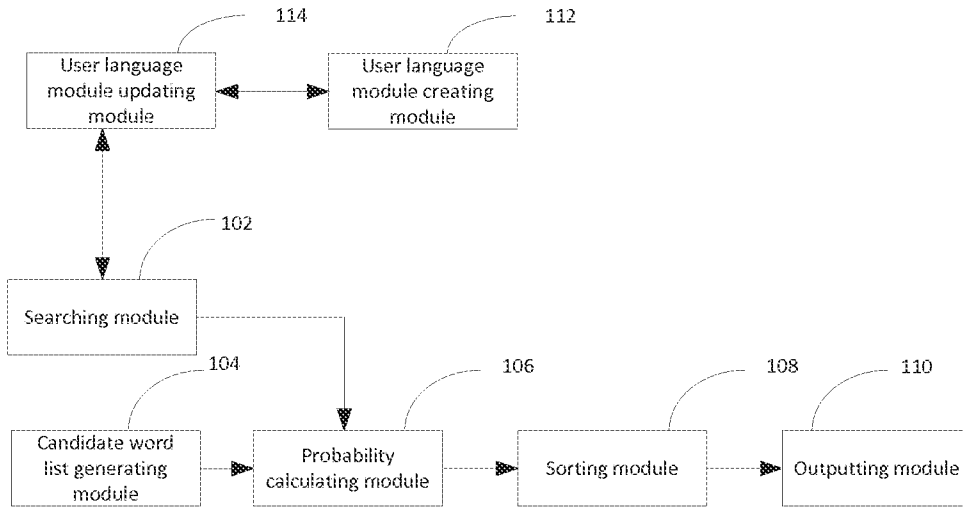 114
112
User language
module updating
module
User language
module creating
module
102
Searching module
104
106
108
110
Candidate word
list generating
module
Probability
calculating module
Sorting module
Outputting module